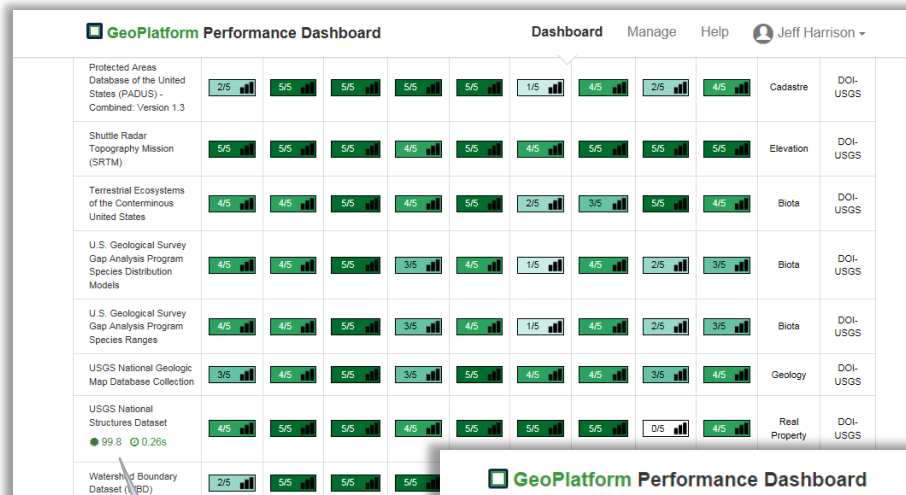 GeoPlatform Performance Dashboard Dashboard Manage Help Jeff Harrison
Protected Areas
Database of the United
States (PADUS) -
Combined: Version 1.3
2/5 5/5 5/5 5/5 5/5 1/5 4/5 2/5 4/5 Cadastre DOI-
USGS
Shuttle Radar
Topography Mission
(SRTM)
5/5 5/5 5/5 4/5 5/5 4/5 5/5 5/5 5/5 Elevation DOI-
USGS
Terrestrial Ecosystems
of the Conterminous
United States
4/5 4/5 5/5 4/5 5/5 2/5 3/5 5/5 4/5 Biota DOI-
USGS
U.S. Geological Survey
Gap Analysis Program
Species Distribution
Models
4/5 4/5 5/5 3/5 4/5 1/5 4/5 2/5 3/5 Biota DOI-
USGS
U.S. Geological Survey
Gap Analysis Program
Species Ranges
4/5 4/5 5/5 3/5 4/5 1/5 4/5 2/5 3/5 Biota DOI-
USGS
USGS National Geologic
Map Database Collection
3/5 4/5 5/5 3/5 5/5 4/5 4/5 3/5 4/5 Geology DOI-
USGS
USGS National
Structures Dataset
99.8 0.26s
4/5 5/5 5/5 4/5 5/5 5/5 5/5 0/5 4/5 Real
Property DOI-
USGS
Watershed Boundary
Dataset (WBD)
2/5 5/5 5/5 5/5
GeoPlatform Performance Dashboard